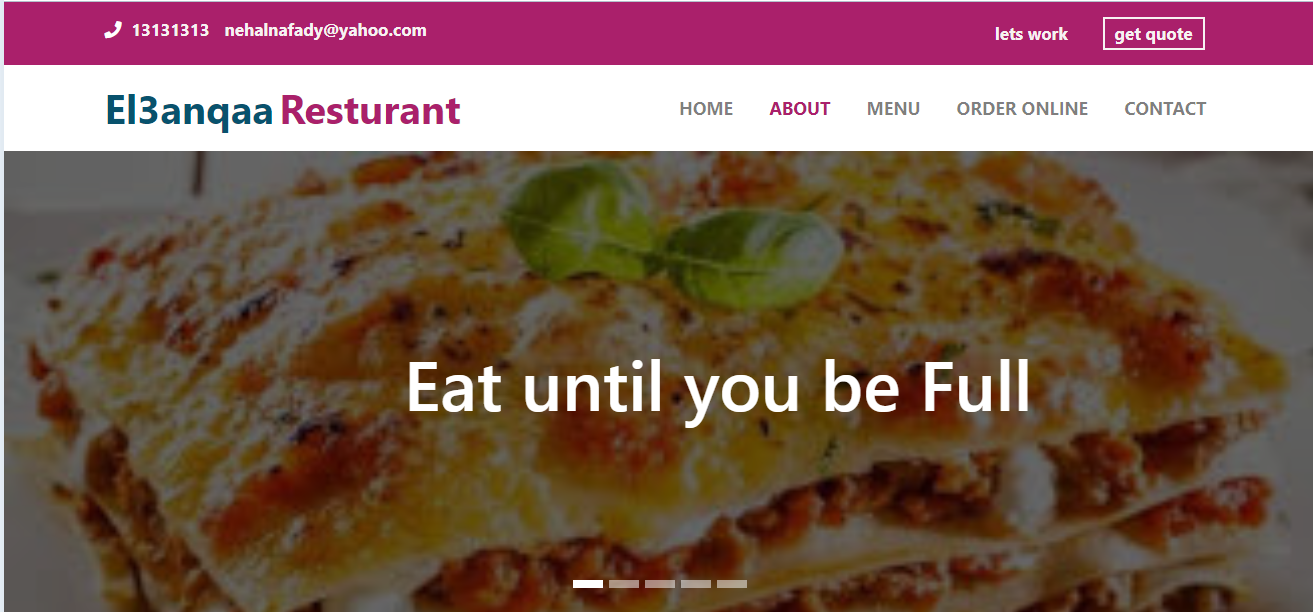 13131313 nehalnafady@yahoo.com lets work get quote
El3anqaa Resturant HOME ABOUT MENU ORDER ONLINE CONTACT
Eat until you be Full